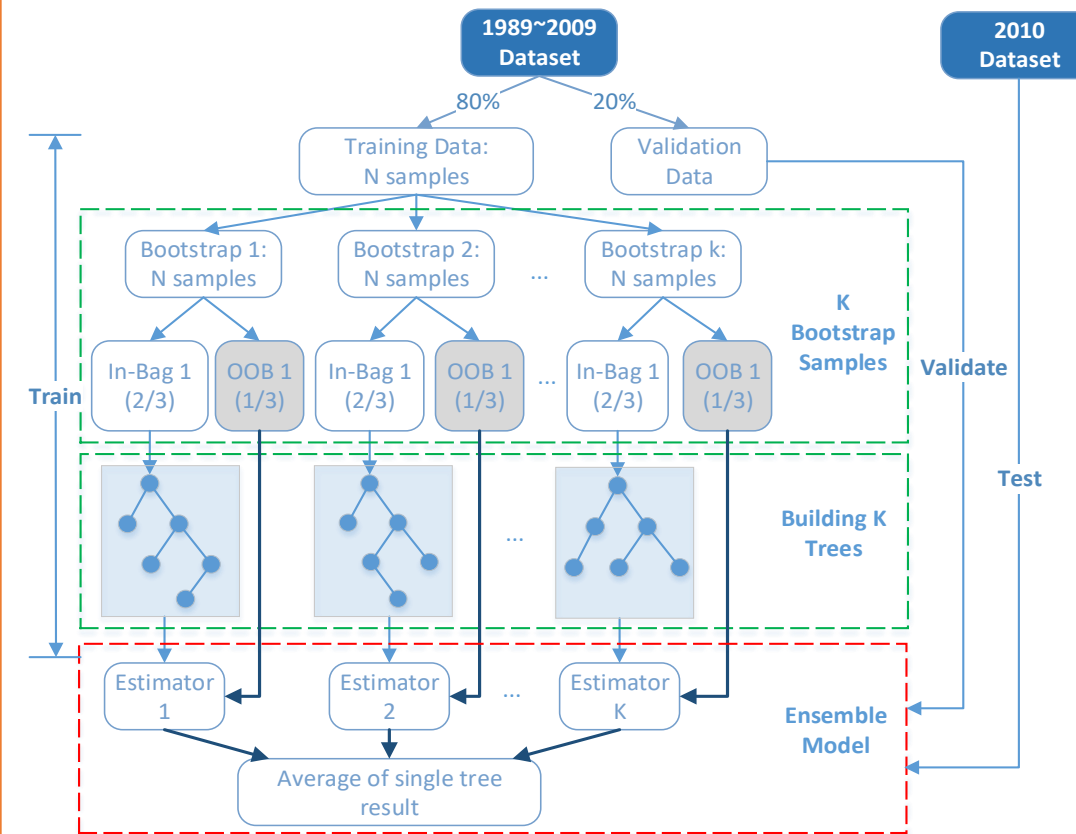 1989~2009
Dataset
2010
Dataset
80%
20%
Training Data:
N samples
Validation
Data
Bootstrap 1:
N samples
Bootstrap 2:
N samples
...
Bootstrap k:
N samples
K
Bootstrap
Samples
In-Bag 1
(2/3)
OOB 1
(1/3)
In-Bag 1
(2/3)
OOB 1
(1/3)
...
In-Bag 1
(2/3)
OOB 1
(1/3)
Train
Validate
Test
...
Building K
Trees
Estimator
1
Estimator
2
...
Estimator
K
Ensemble
Model
Average of single tree
result